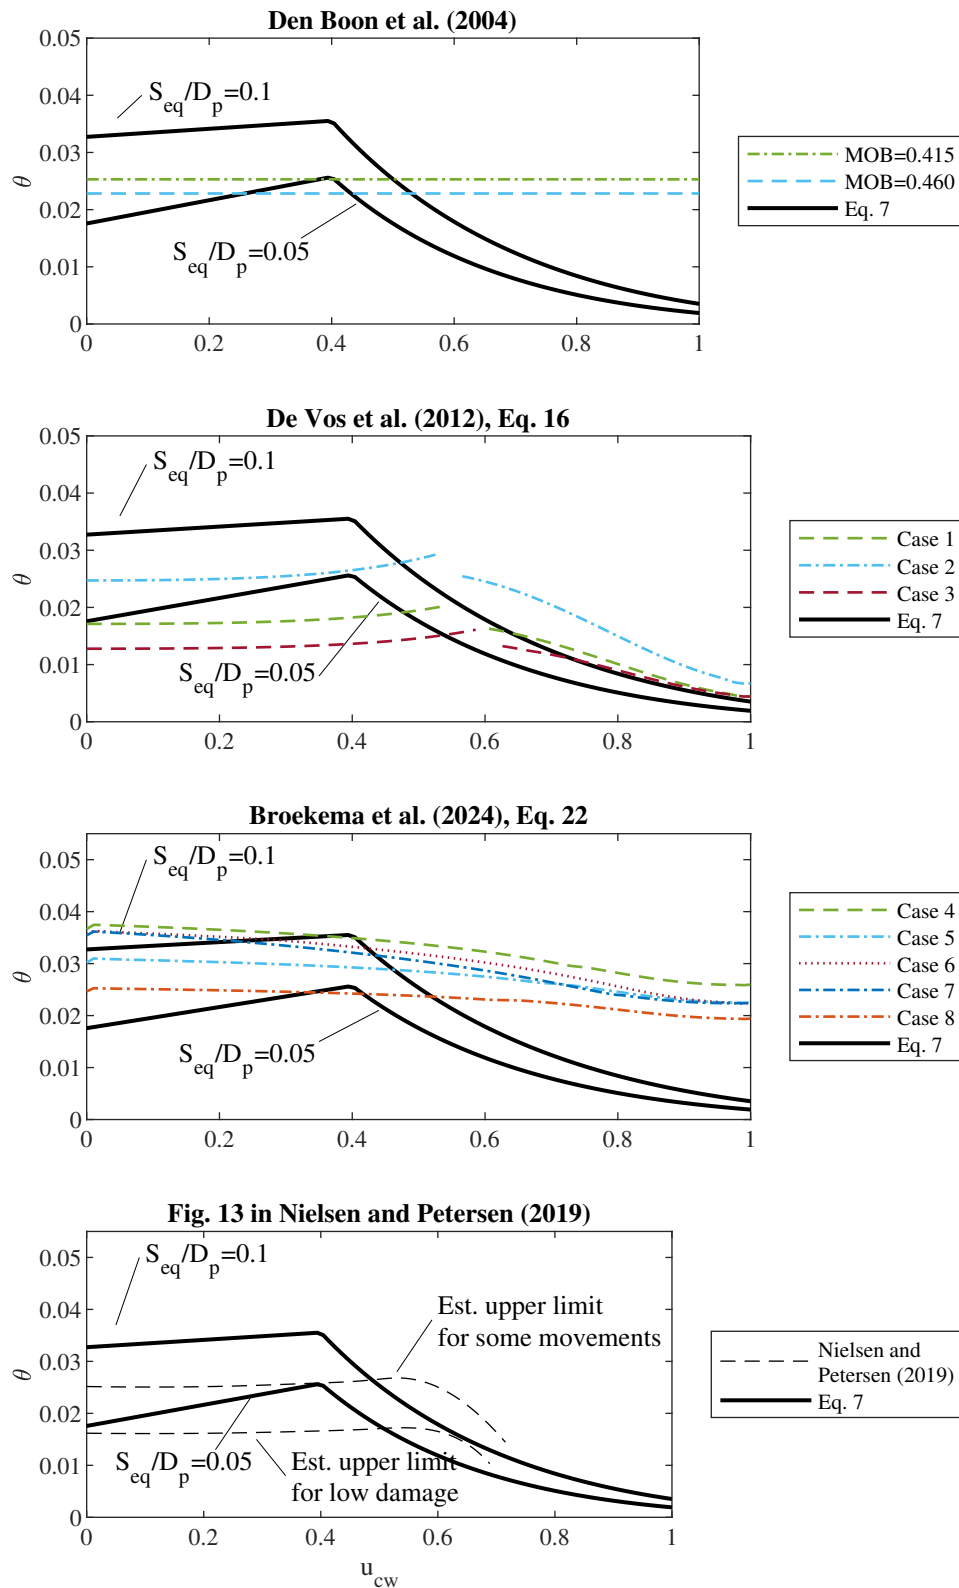 Den Boon et al. (2004)
0.05
0.04
0.03
0.02
0.01
0
θ
S_eq/D_p=0.1
S_eq/D_p=0.05
0 0.2 0.4 0.6 0.8 1
MOB=0.415
MOB=0.460
Eq. 7
De Vos et al. (2012), Eq. 16
0.05
0.04
0.03
0.02
0.01
0
θ
S_eq/D_p=0.1
S_eq/D_p=0.05
0 0.2 0.4 0.6 0.8 1
Case 1
Case 2
Case 3
Eq. 7
Broekema et al. (2024), Eq. 22
0.05
0.04
0.03
0.02
0.01
0
θ
S_eq/D_p=0.1
S_eq/D_p=0.05
0 0.2 0.4 0.6 0.8 1
Case 4
Case 5
Case 6
Case 7
Case 8
Eq. 7
Fig. 13 in Nielsen and Petersen (2019)
0.05
0.04
0.03
0.02
0.01
0
θ
S_eq/D_p=0.1
Est. upper limit
for some movements
S_eq/D_p=0.05
Est. upper limit
for low damage
0 0.2 0.4 0.6 0.8 1
u_cw
Nielsen and
Petersen (2019)
Eq. 7